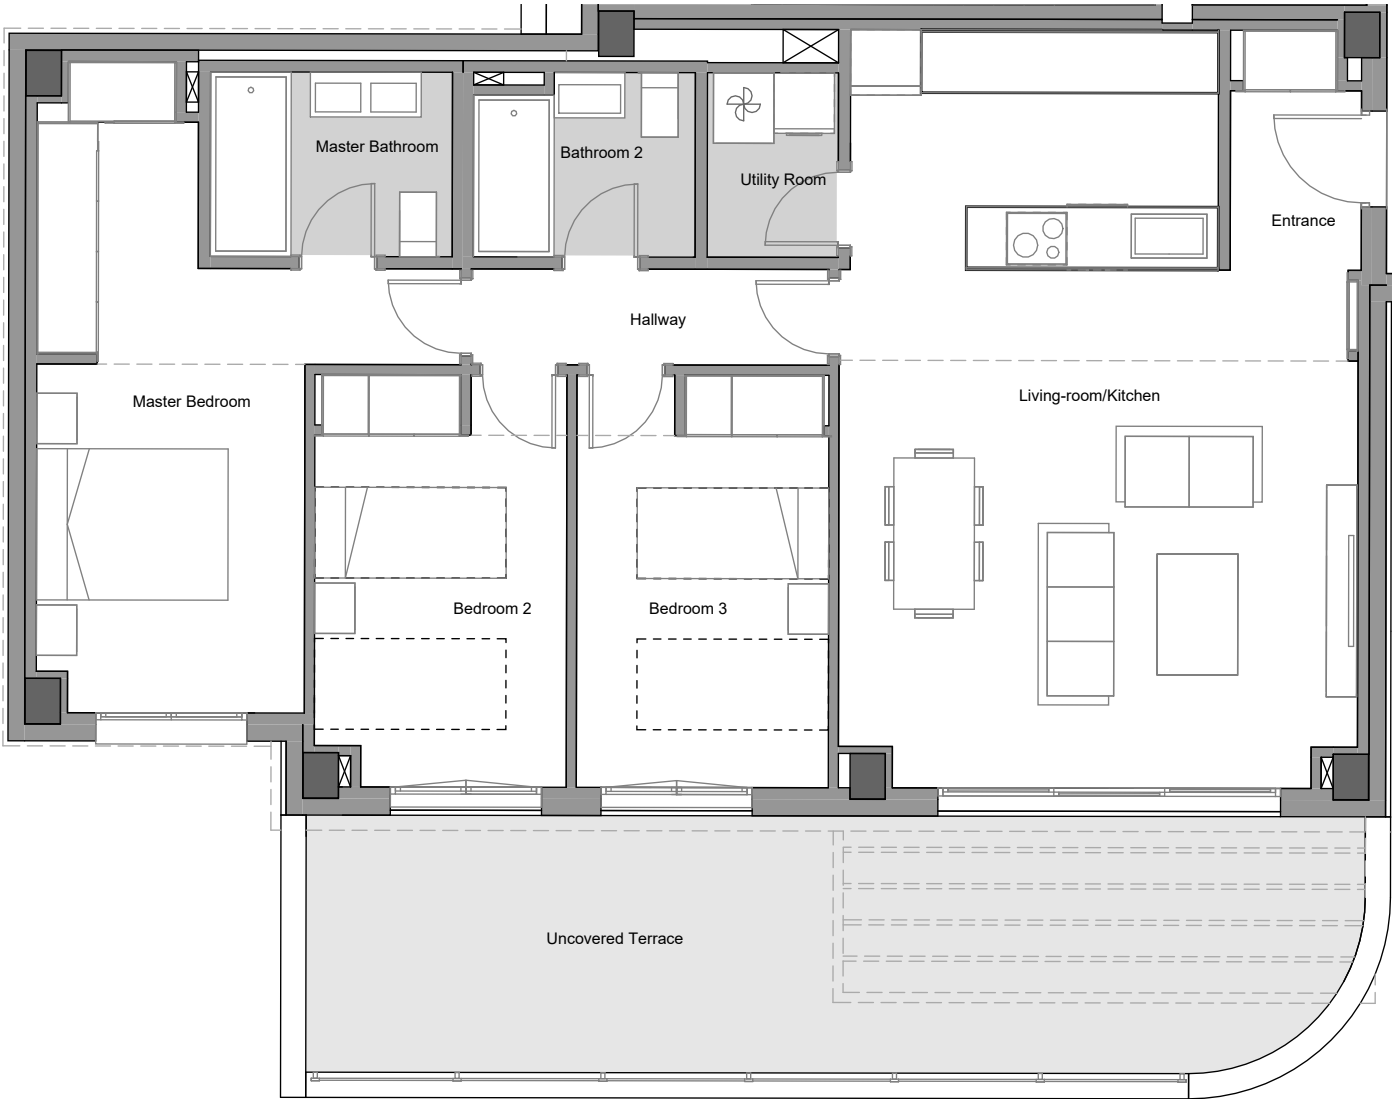 Master Bathroom
Bathroom 2
Utility Room
Entrance
Hallway
Master Bedroom
Living-room/Kitchen
Bedroom 2
Bedroom 3
Uncovered Terrace